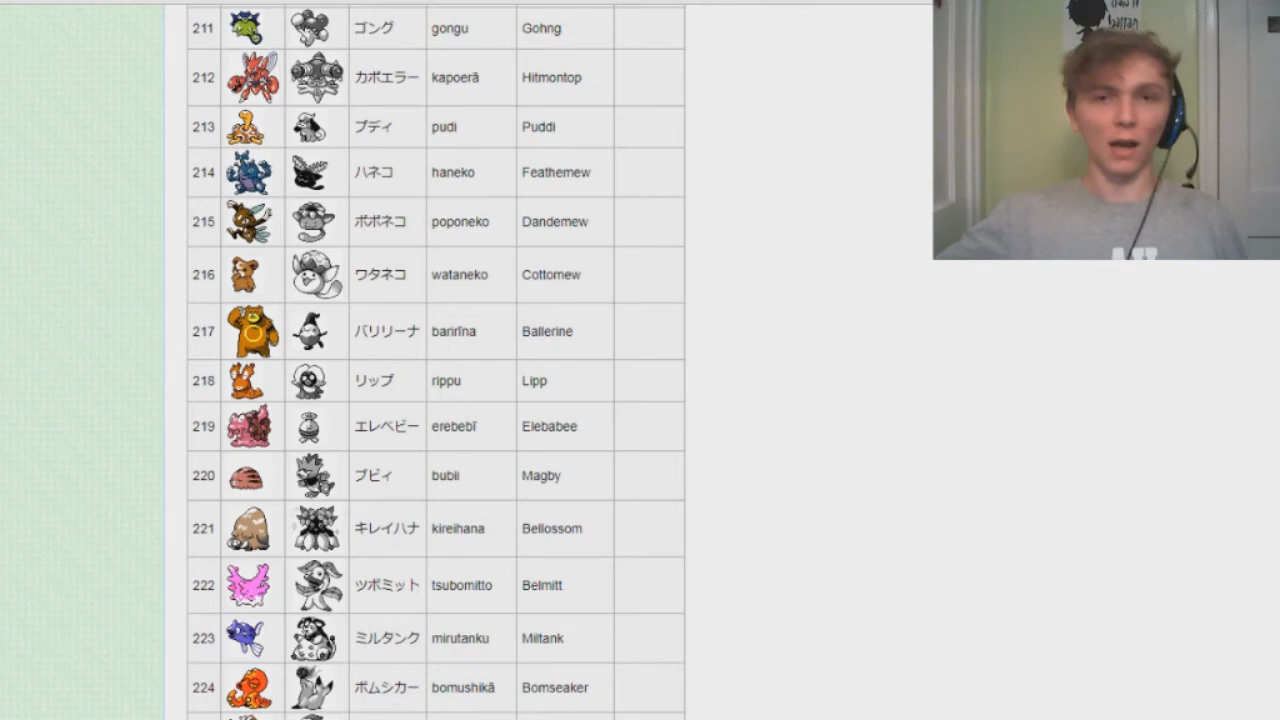 211 ゴング gongu Gohng
212 カポエラー kapoerā Hitmontop
213 プディ pudi Puddi
214 ハネコ haneko Feathemew
215 ポポネコ poponeko Dandemew
216 ワタネコ wataneko Cottomew
217 バリリーナ baririna Ballerine
218 リップ rippu Lipp
219 エレベビー erebebī Elebabee
220 ブビィ bubii Magby
221 キレイハナ kireihana Bellossom
222 ツボミット tsubomitto Belmitt
223 ミルタンク mirutanku Miltank
224 ボムシカー bomushikā Bomseaker